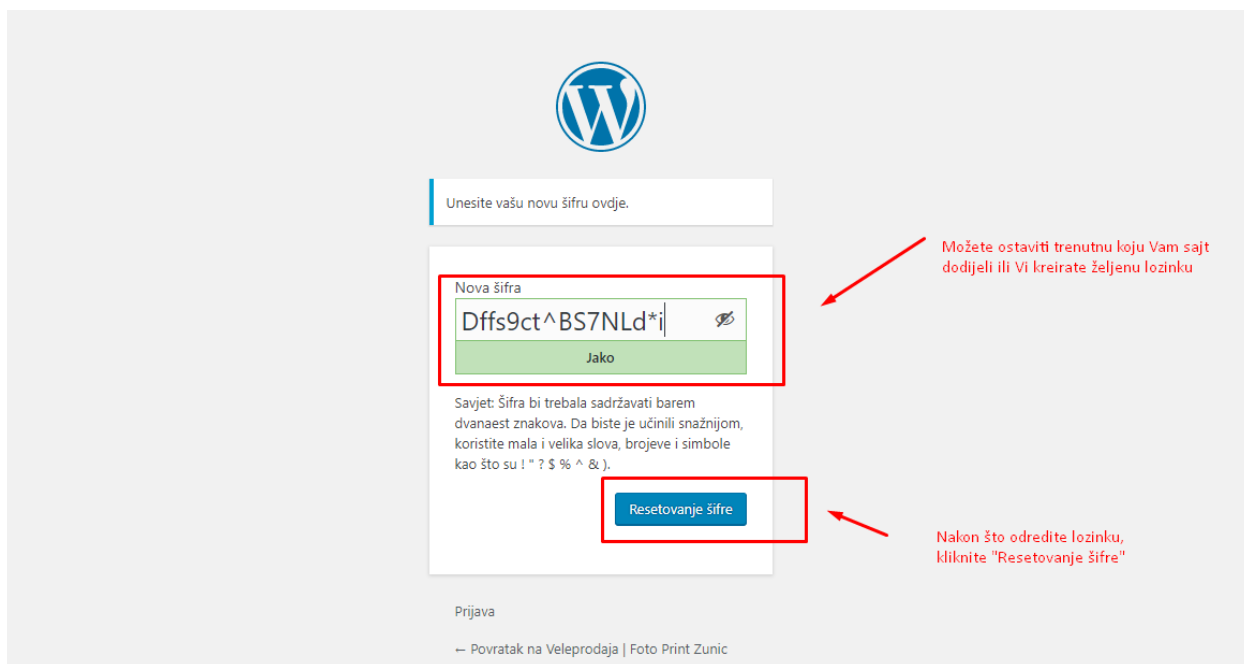 Unesite vašu novu šifru ovdje.
Možete ostaviti trenutnu koju Vam sajt
dodijeli ili Vi kreirate željenu lozinku
Nova šifra
Dffs9ct^BS7NLd*i
Jako
Savjet: Šifra bi trebala sadržavati barem
dvanaest znakova. Da biste je učinili snažnijom,
koristite mala i velika slova, brojeve i simbole
kao što su ! " ? $ % ^ & ).
Resetovanje šifre
Nakon što odredite lozinku,
kliknite "Resetovanje šifre"
Prijava
← Povratak na Veleprodaja | Foto Print Zunic